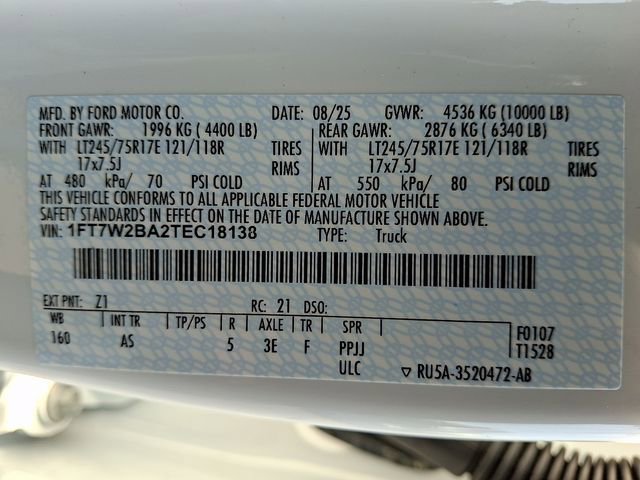 MFD. BY FORD MOTOR CO. DATE: 08/25 GVWR: 4536 KG (10000 LB)
FRONT GAWR: 1996 KG ( 4400 LB) REAR GAWR: 2876 KG ( 6340 LB)
WITH LT245/75R17E 121/118R TIRES WITH LT245/75R17E 121/118R TIRES
17x7.5J RIMS 17x7.5J RIMS
AT 480 kPa/ 70 PSI COLD AT 550 kPa/ 80 PSI COLD
THIS VEHICLE CONFORMS TO ALL APPLICABLE FEDERAL MOTOR VEHICLE
SAFETY STANDARDS IN EFFECT ON THE DATE OF MANUFACTURE SHOWN ABOVE.
VIN: 1FT7W2BA2TEC18138 TYPE: Truck
EXT PNT: Z1 RC: 21 DSO:
WB INT TR TP/PS R AXLE TR SPR F0107
160 AS 5 3E F PPJJ T1528
ULC ▽ RU5A-3520472-AB